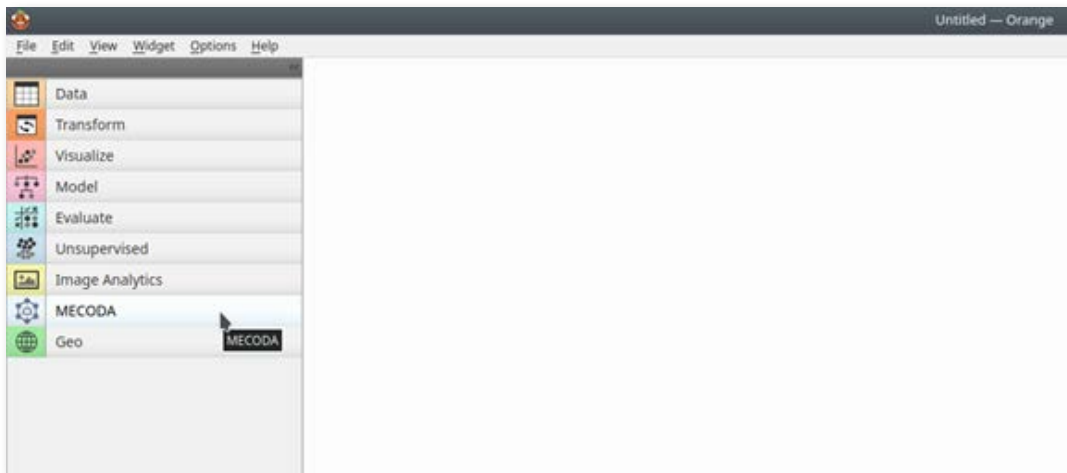 Untitled — Orange
File Edit View Widget Options Help
Data
Transform
Visualize
Model
Evaluate
Unsupervised
Image Analytics
MECODA
Geo
MECODA